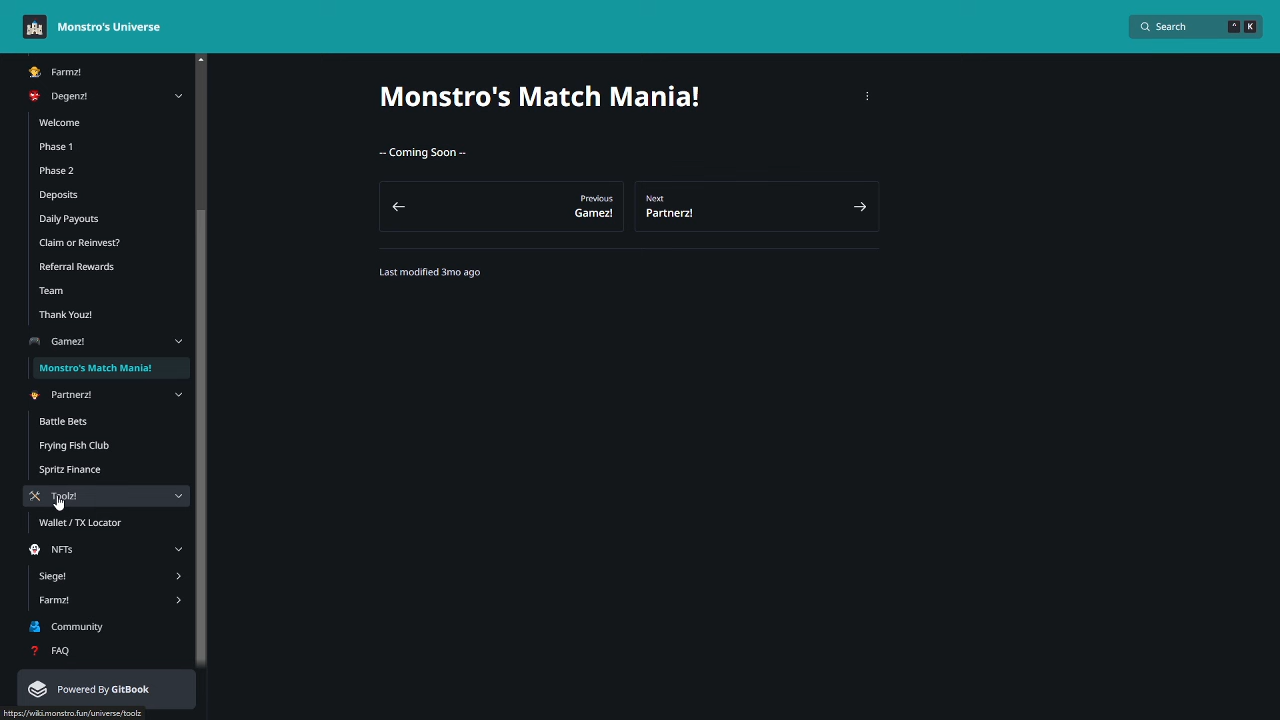 Monstro's Universe
Search
^ K
Farmz!
Degenz!
Welcome
Phase 1
Phase 2
Deposits
Daily Payouts
Claim or Reinvest?
Referral Rewards
Team
Thank Youz!
Gamez!
Monstro's Match Mania!
Partnerz!
Battle Bets
Frying Fish Club
Spritz Finance
Toolz!
Wallet / TX Locator
NFTs
Siege!
Farmz!
Community
FAQ
Powered By GitBook
https://wiki.monstro.fun/universe/toolz
Monstro's Match Mania!
-- Coming Soon --
Previous
Gamez!
Next
Partnerz!
Last modified 3mo ago